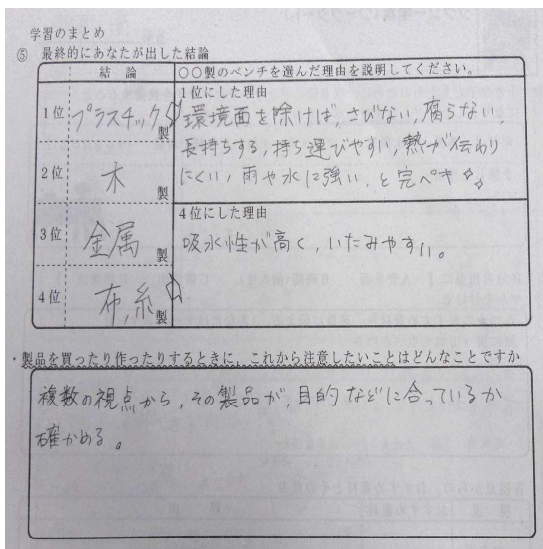 学習のまとめ
⑤ 最終的にあなたが出した結論
結論
○○製のベンチを選んだ理由を説明してください。
1位 プラスチック製
1位にした理由
環境面を除けば、さびない、腐らない、
長持ちする、持ち運びやすい、熱が伝わり
にくい、雨や水に強い、と完ペキ✧✧
2位 木製
3位 金属製
4位にした理由
吸水性が高く、いたみやすい。
4位 布、糸製
・製品を買ったり作ったりするときに、これから注意したいことはどんなことですか
複数の視点から、その製品が、目的などに合っているか
確かめる。